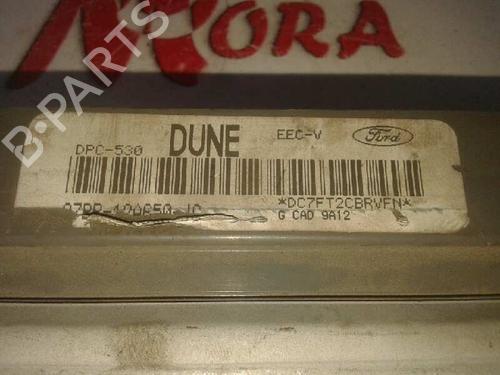 MORA
B-PARTS
DPC-530 DUNE EEC-V Ford
*DC7FT2CBRVFN*
G CAD 9A12